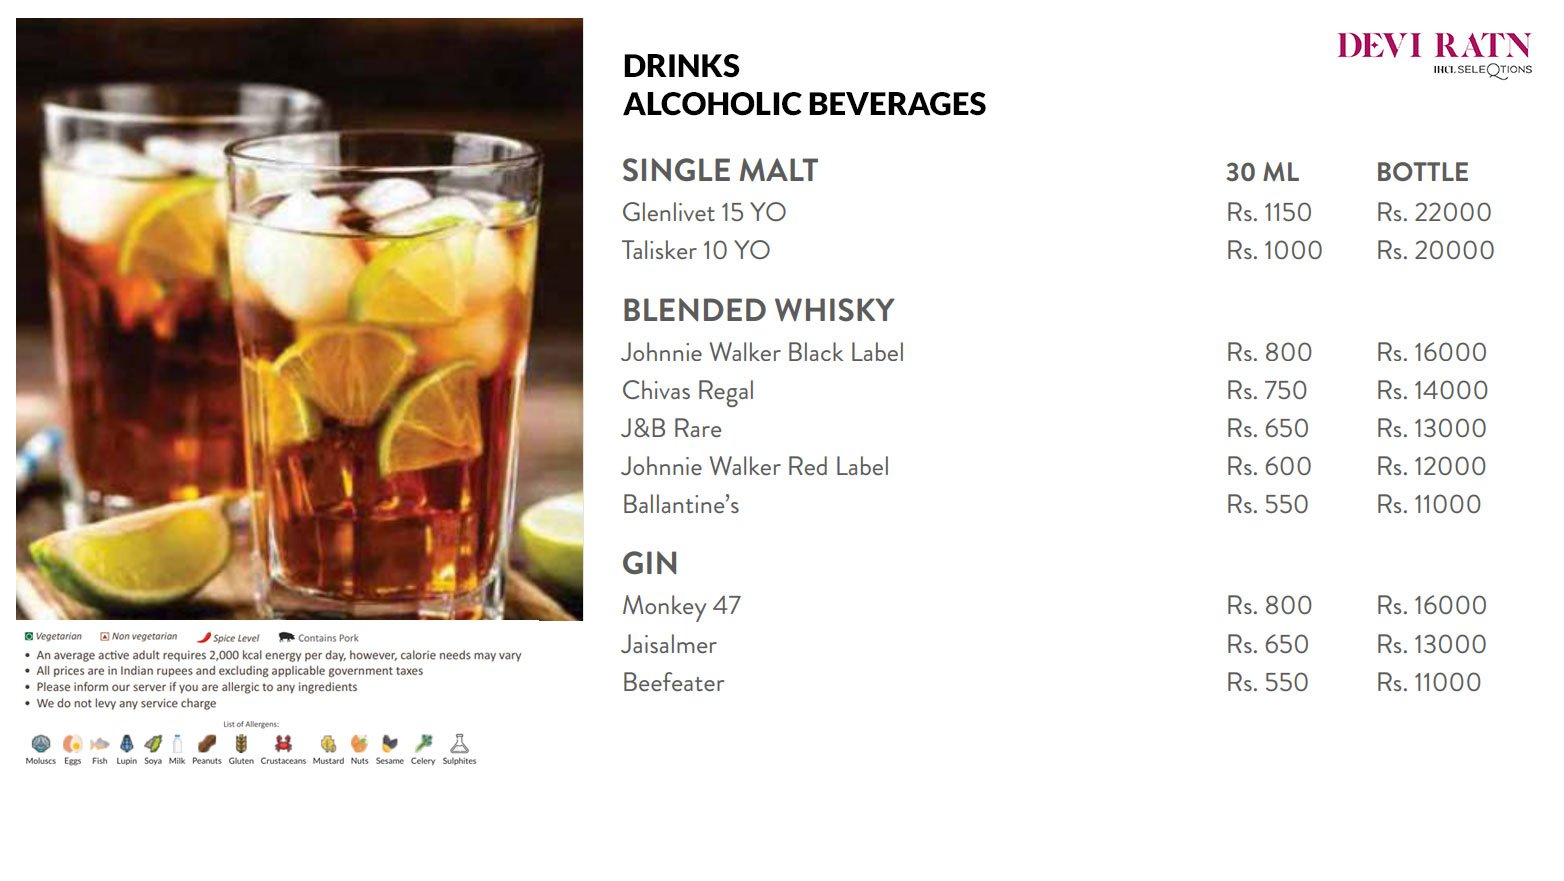 DEVI RATN
IHCL SELEQTIONS
DRINKS
ALCOHOLIC BEVERAGES
SINGLE MALT 30 ML BOTTLE
Glenlivet 15 YO Rs. 1150 Rs. 22000
Talisker 10 YO Rs. 1000 Rs. 20000
BLENDED WHISKY
Johnnie Walker Black Label Rs. 800 Rs. 16000
Chivas Regal Rs. 750 Rs. 14000
J&B Rare Rs. 650 Rs. 13000
Johnnie Walker Red Label Rs. 600 Rs. 12000
Ballantine’s Rs. 550 Rs. 11000
GIN
Monkey 47 Rs. 800 Rs. 16000
Jaisalmer Rs. 650 Rs. 13000
Beefeater Rs. 550 Rs. 11000
Vegetarian Non vegetarian Spice Level Contains Pork
• An average active adult requires 2,000 kcal energy per day, however, calorie needs may vary
• All prices are in Indian rupees and excluding applicable government taxes
• Please inform our server if you are allergic to any ingredients
• We do not levy any service charge
List of Allergens:
Moluscs Eggs Fish Lupin Soya Milk Peanuts Gluten Crustaceans Mustard Nuts Sesame Celery Sulphites